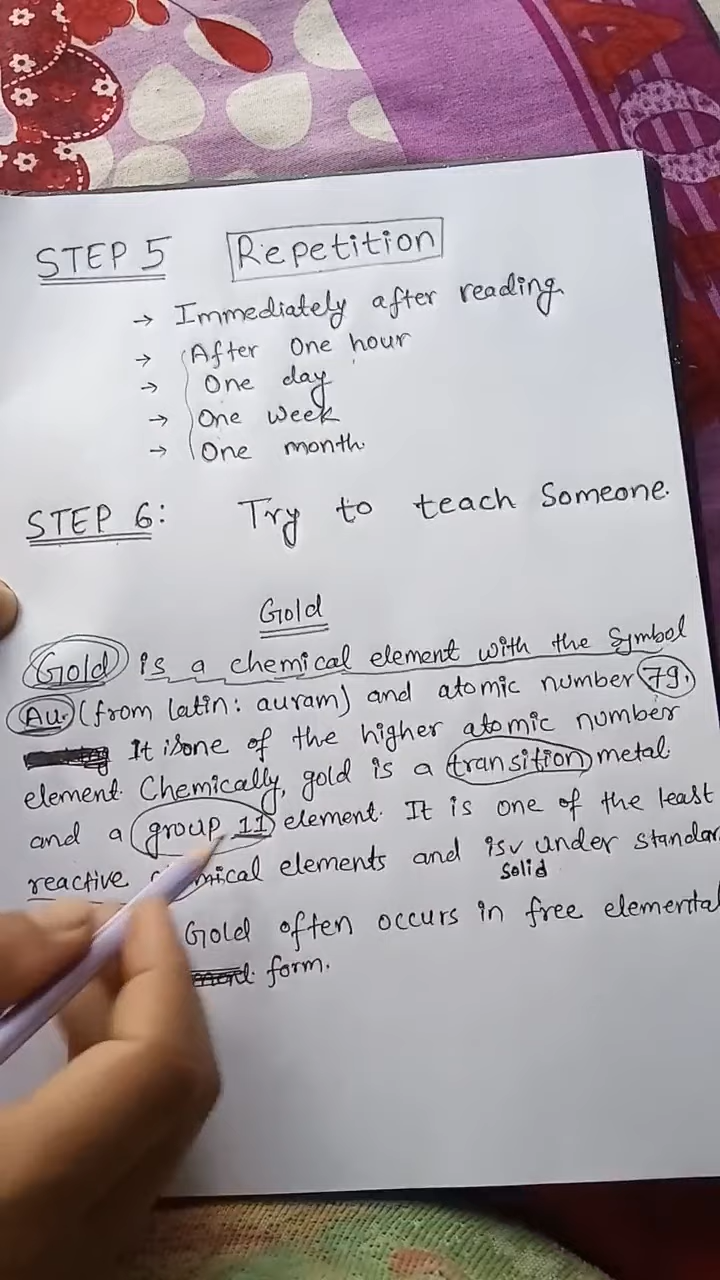 STEP 5 Repetition
→ Immediately after reading
→ After One hour
→ One day
→ One week
→ One month
STEP 6: Try to teach Someone.
Gold
Gold is a chemical element with the Symbol
Au. (from latin: auram) and atomic number 79.
It is one of the higher atomic number
element. Chemically, gold is a transition metal
and a group 11 element. It is one of the least
reactive chemical elements and is v under standar
Solid
Gold often occurs in free elemental
form.